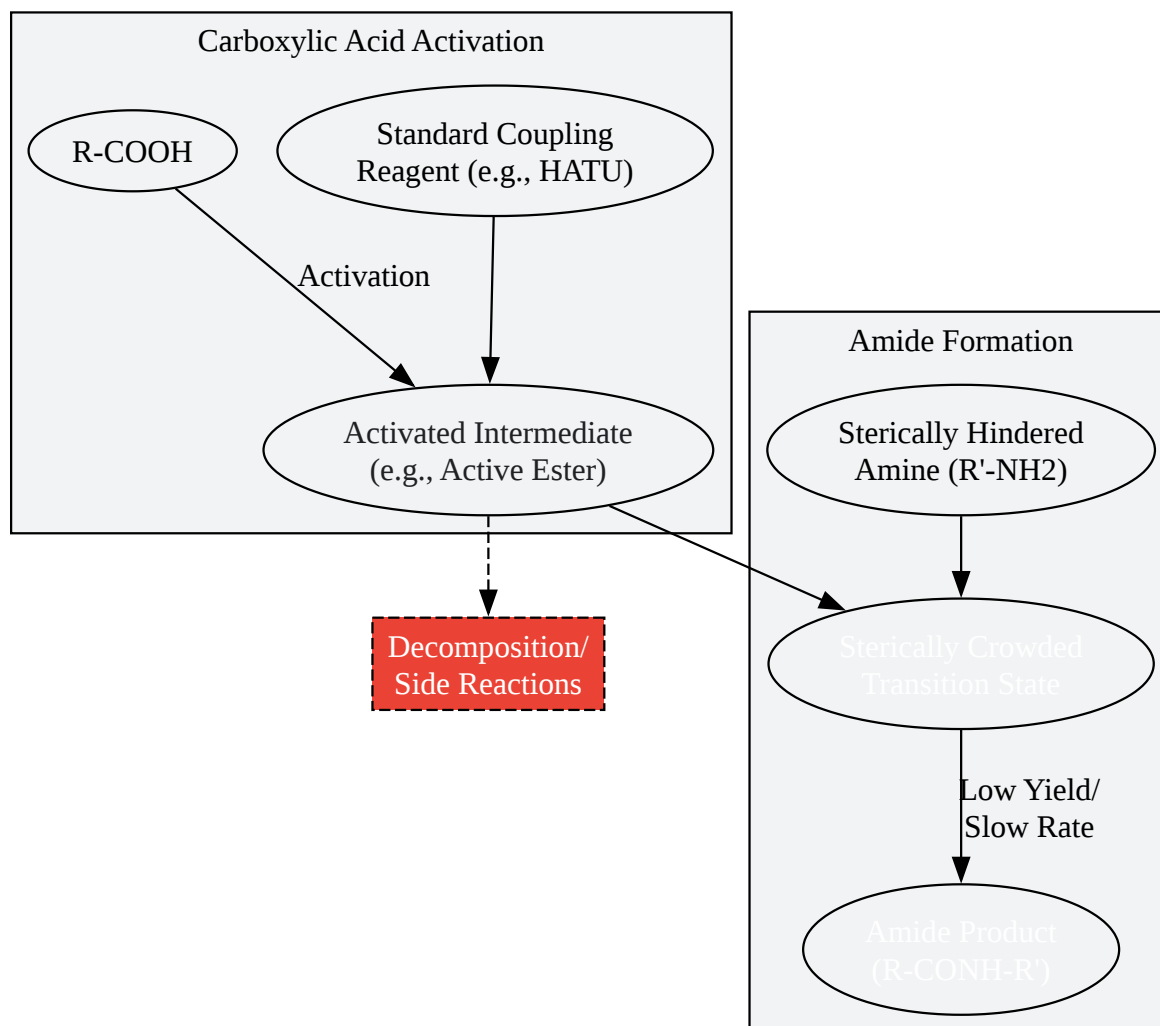 Carboxylic Acid Activation
R-COOH
Standard Coupling
Reagent (e.g., HATU)
Activation
Activated Intermediate
(e.g., Active Ester)
Decomposition/
Side Reactions
Amide Formation
Sterically Hindered
Amine (R'-NH2)
Sterically Crowded
Transition State
Low Yield/
Slow Rate
Amide Product
(R-CONH-R')